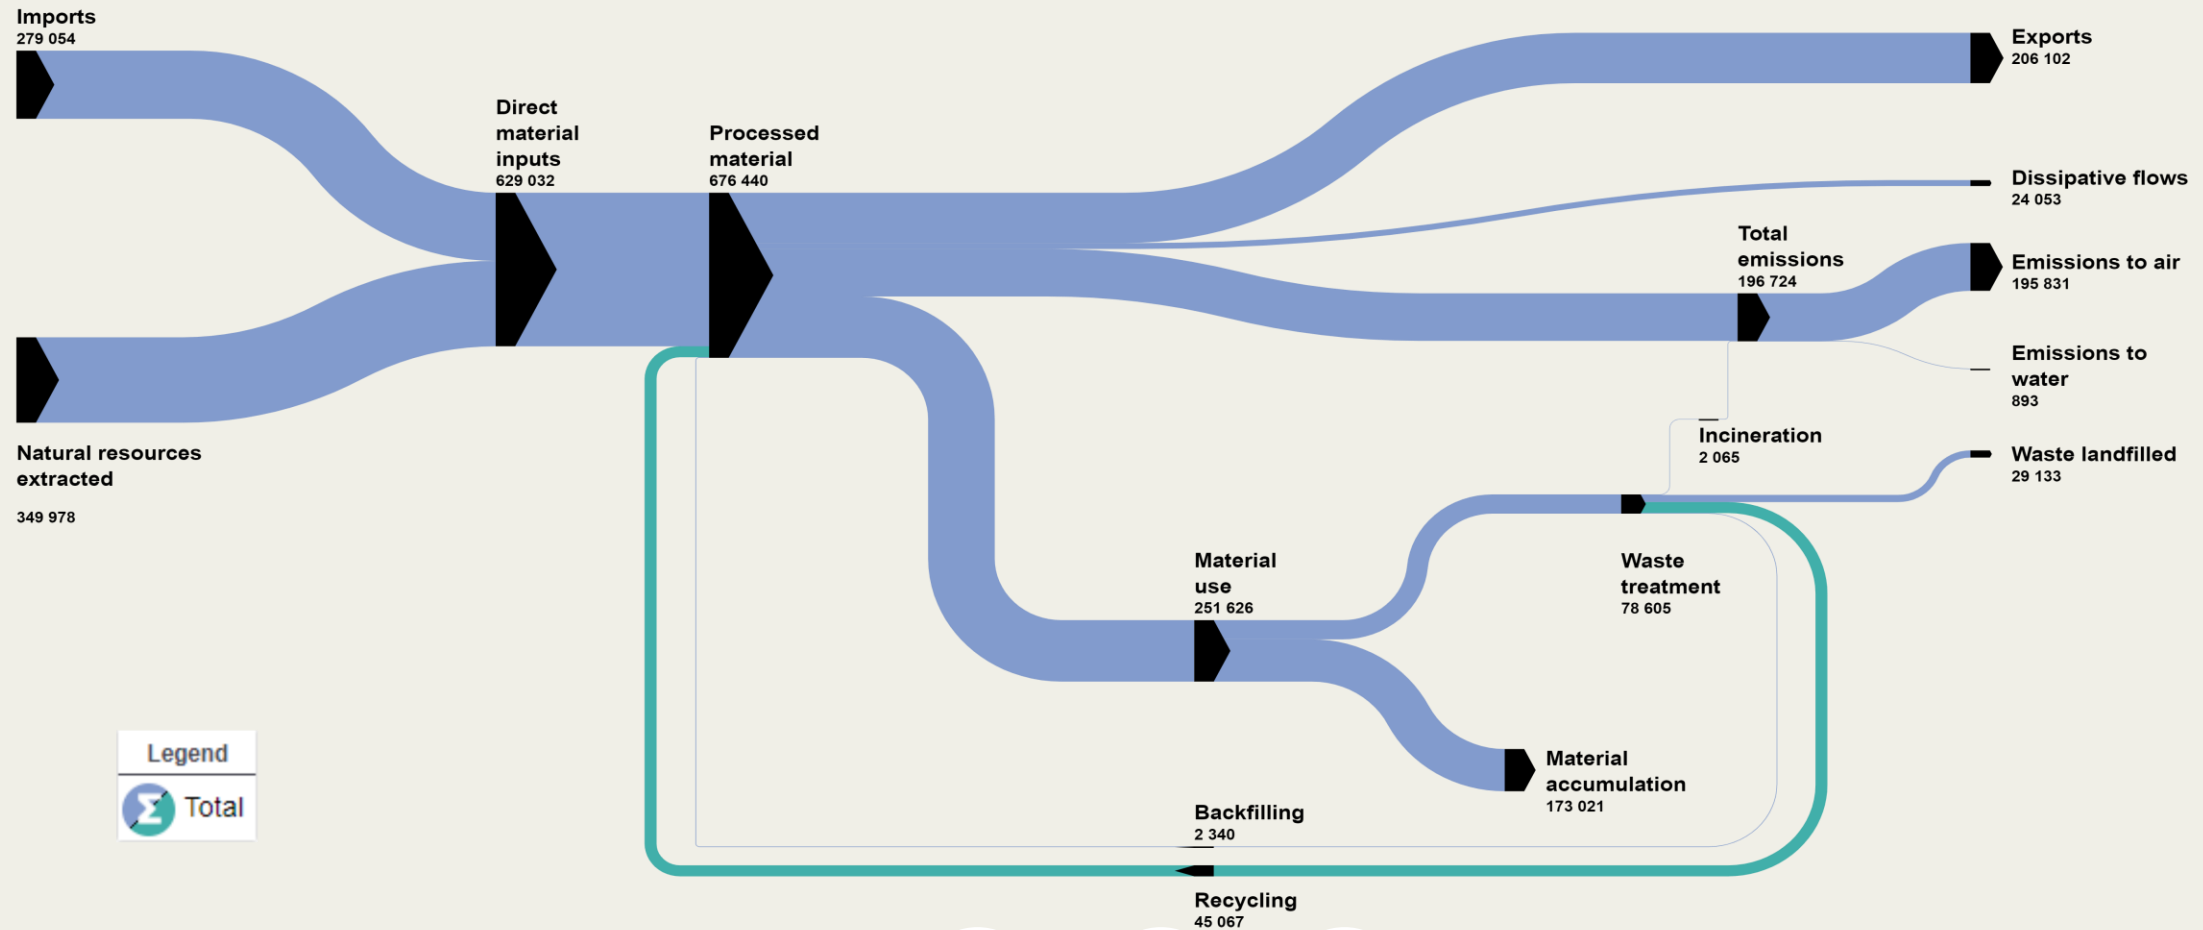 Imports
279 054
Natural resources
extracted
349 978
Direct
material
inputs
629 032
Processed
material
676 440
Exports
206 102
Dissipative flows
24 053
Total
emissions
196 724
Emissions to air
195 831
Emissions to
water
893
Incineration
2 065
Waste landfilled
29 133
Waste
treatment
78 605
Material
use
251 626
Material
accumulation
173 021
Backfilling
2 340
Recycling
45 067
Legend
Σ Total